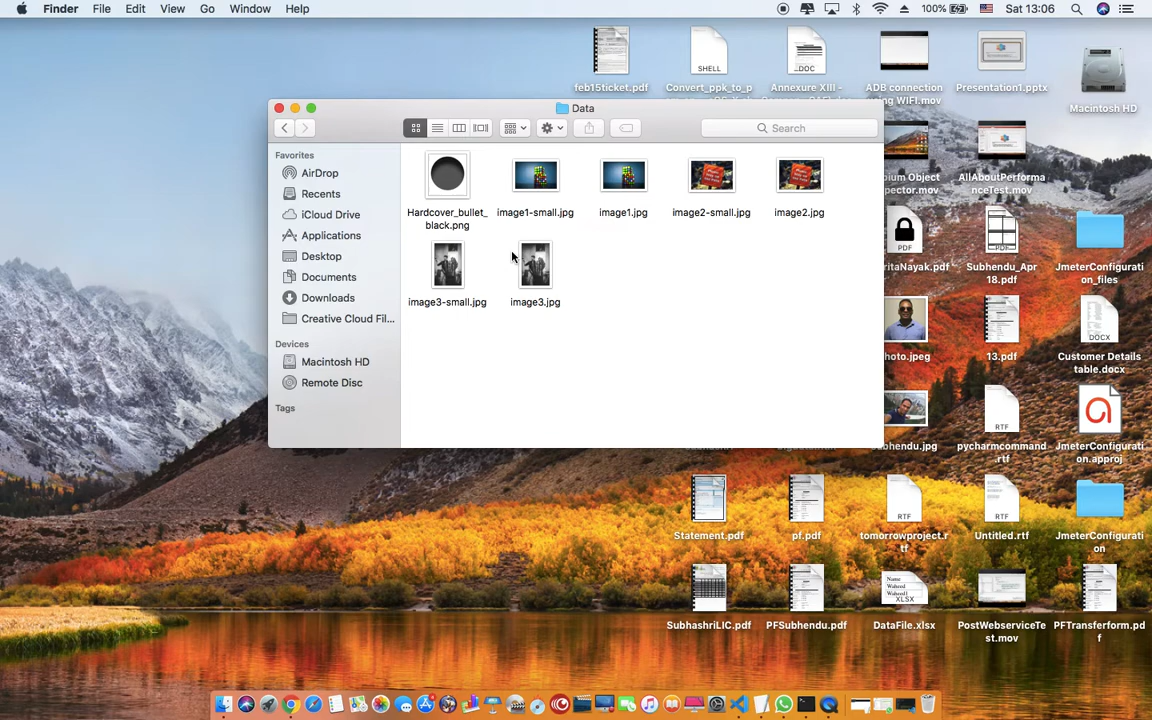 Finder File Edit View Go Window Help
100% Sat 13:06
feb15ticket.pdf
SHELL
Convert_ppk_to_p
DOC
Annexure XIII -
ADB connection
using WIFI.mov
Presentation1.pptx
Macintosh HD
Data
Search
Favorites
AirDrop
Recents
iCloud Drive
Applications
Desktop
Documents
Downloads
Creative Cloud Fil...
Devices
Macintosh HD
Remote Disc
Tags
Hardcover_bullet_
black.png
image1-small.jpg
image1.jpg
image2-small.jpg
image2.jpg
image3-small.jpg
image3.jpg
pium Object
pector.mov
AllAboutPerforma
nceTest.mov
PDF
ritaNayak.pdf
Subhendu_Apr
18.pdf
JmeterConfigurati
on_files
hoto.jpeg
13.pdf
DOCX
Customer Details
table.docx
bhendu.jpg
RTF
pycharmcommand
.rtf
JmeterConfigurati
on.approj
Statement.pdf
pf.pdf
RTF
tomorrowproject.r
tf
RTF
Untitled.rtf
JmeterConfigurati
on
SubhashriLIC.pdf
PFSubhendu.pdf
Name
Waheed
Waheed1
XLSX
DataFile.xlsx
PostWebserviceTe
st.mov
PFTransferform.pd
f